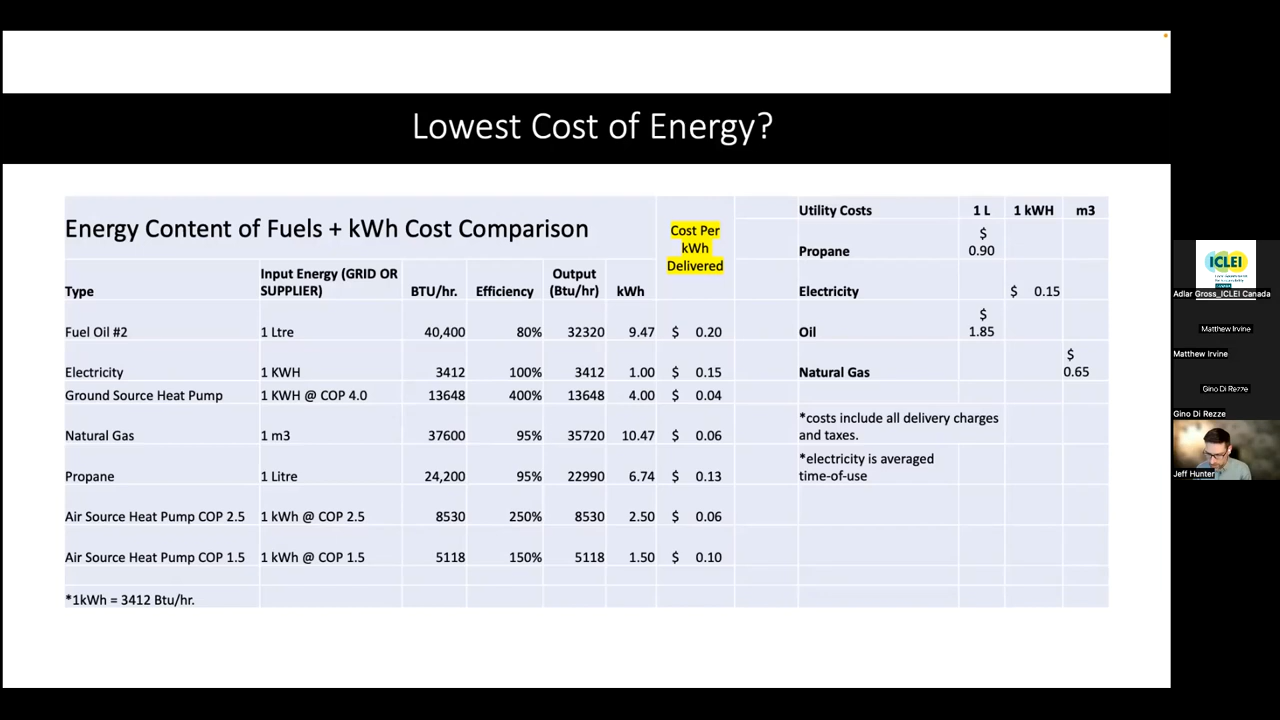 Lowest Cost of Energy?
Energy Content of Fuels + kWh Cost Comparison
Cost Per
kWh
Delivered
Type
Input Energy (GRID OR
SUPPLIER)
BTU/hr.
Efficiency
Output
(Btu/hr)
kWh
Fuel Oil #2 1 Ltre 40,400 80% 32320 9.47 $ 0.20
Electricity 1 KWH 3412 100% 3412 1.00 $ 0.15
Ground Source Heat Pump 1 KWH @ COP 4.0 13648 400% 13648 4.00 $ 0.04
Natural Gas 1 m3 37600 95% 35720 10.47 $ 0.06
Propane 1 Litre 24,200 95% 22990 6.74 $ 0.13
Air Source Heat Pump COP 2.5 1 kWh @ COP 2.5 8530 250% 8530 2.50 $ 0.06
Air Source Heat Pump COP 1.5 1 kWh @ COP 1.5 5118 150% 5118 1.50 $ 0.10
*1kWh = 3412 Btu/hr.
Utility Costs 1 L 1 kWH m3
$
Propane 0.90
Electricity $ 0.15
$
Oil 1.85
$
Natural Gas 0.65
*costs include all delivery charges
and taxes.
*electricity is averaged
time-of-use
ICLEI
Adlar Gross_ICLEI Canada
Matthew Irvine
Matthew Irvine
Gino Di Rezze
Gino Di Rezze
Jeff Hunter